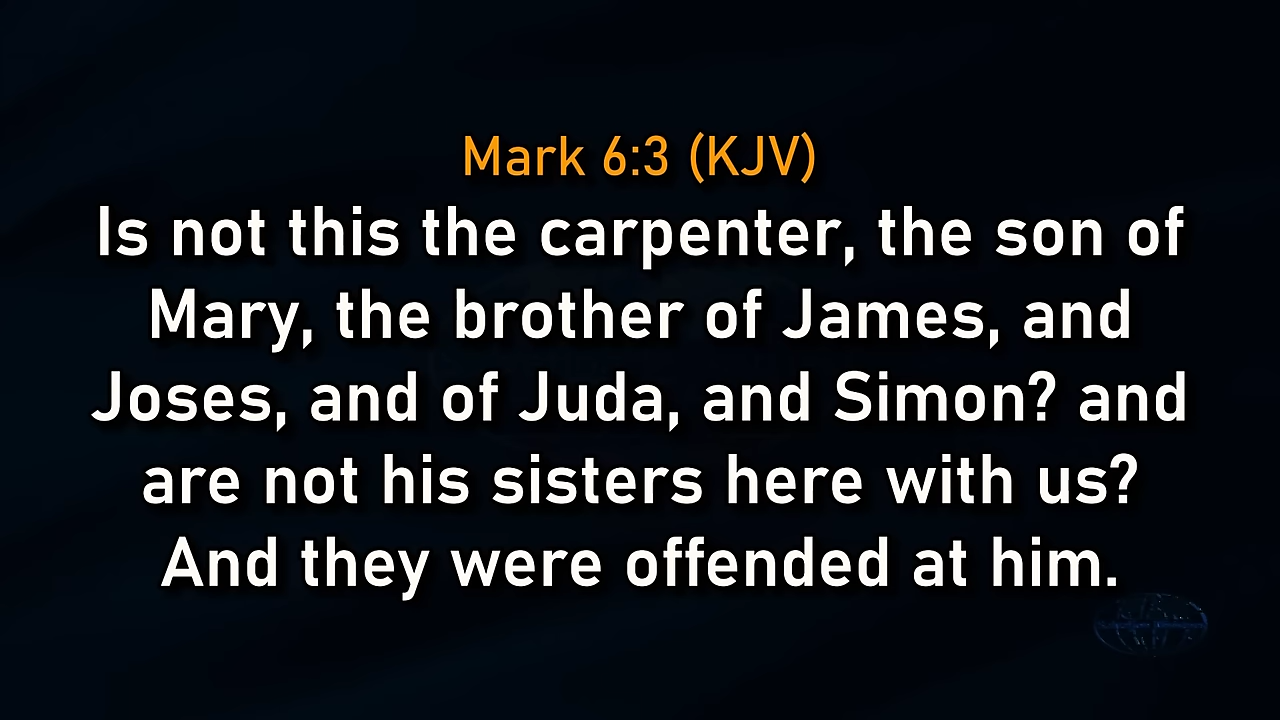 Mark 6:3 (KJV)
Is not this the carpenter, the son of
Mary, the brother of James, and
Joses, and of Juda, and Simon? and
are not his sisters here with us?
And they were offended at him.